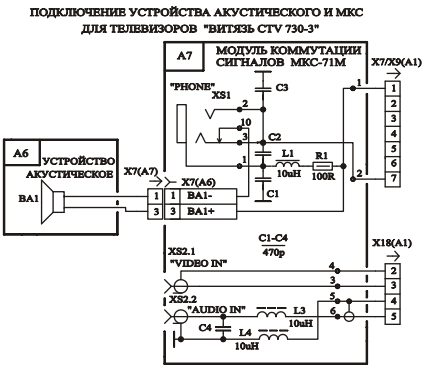 ПОДКЛЮЧЕНИЕ УСТРОЙСТВА АКУСТИЧЕСКОГО И МКС
ДЛЯ ТЕЛЕВИЗОРОВ "ВИТЯЗЬ CTV 730-3"
A7
МОДУЛЬ КОММУТАЦИИ
СИГНАЛОВ МКС-71М
X7/X9(A1)
"PHONE"
XS1
C3
1
1
2
3
4
5
6
7
2
10
3
C2
1
L1
10uH
R1
100R
2
C1
A6
УСТРОЙСТВО
АКУСТИЧЕСКОЕ
BA1
X7(A7)
X7(A6)
1
1
BA1-
3
3
BA1+
C1-C4
470p
XS2.1
"VIDEO IN"
X18(A1)
4
2
3
3
XS2.2
"AUDIO IN"
5
4
6
5
C4
L3
10uH
L4
10uH